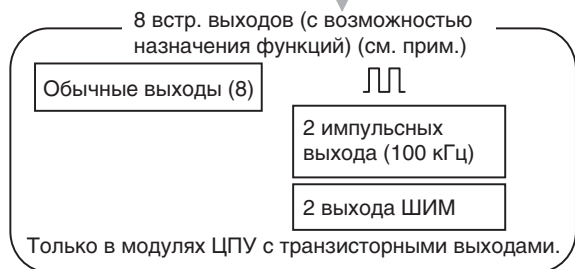 8 встр. выходов (с возможностью
назначения функций) (см. прим.)
Обычные выходы (8)
2 импульсных
выхода (100 кГц)
2 выхода ШИМ
Только в модулях ЦПУ с транзисторными выходами.